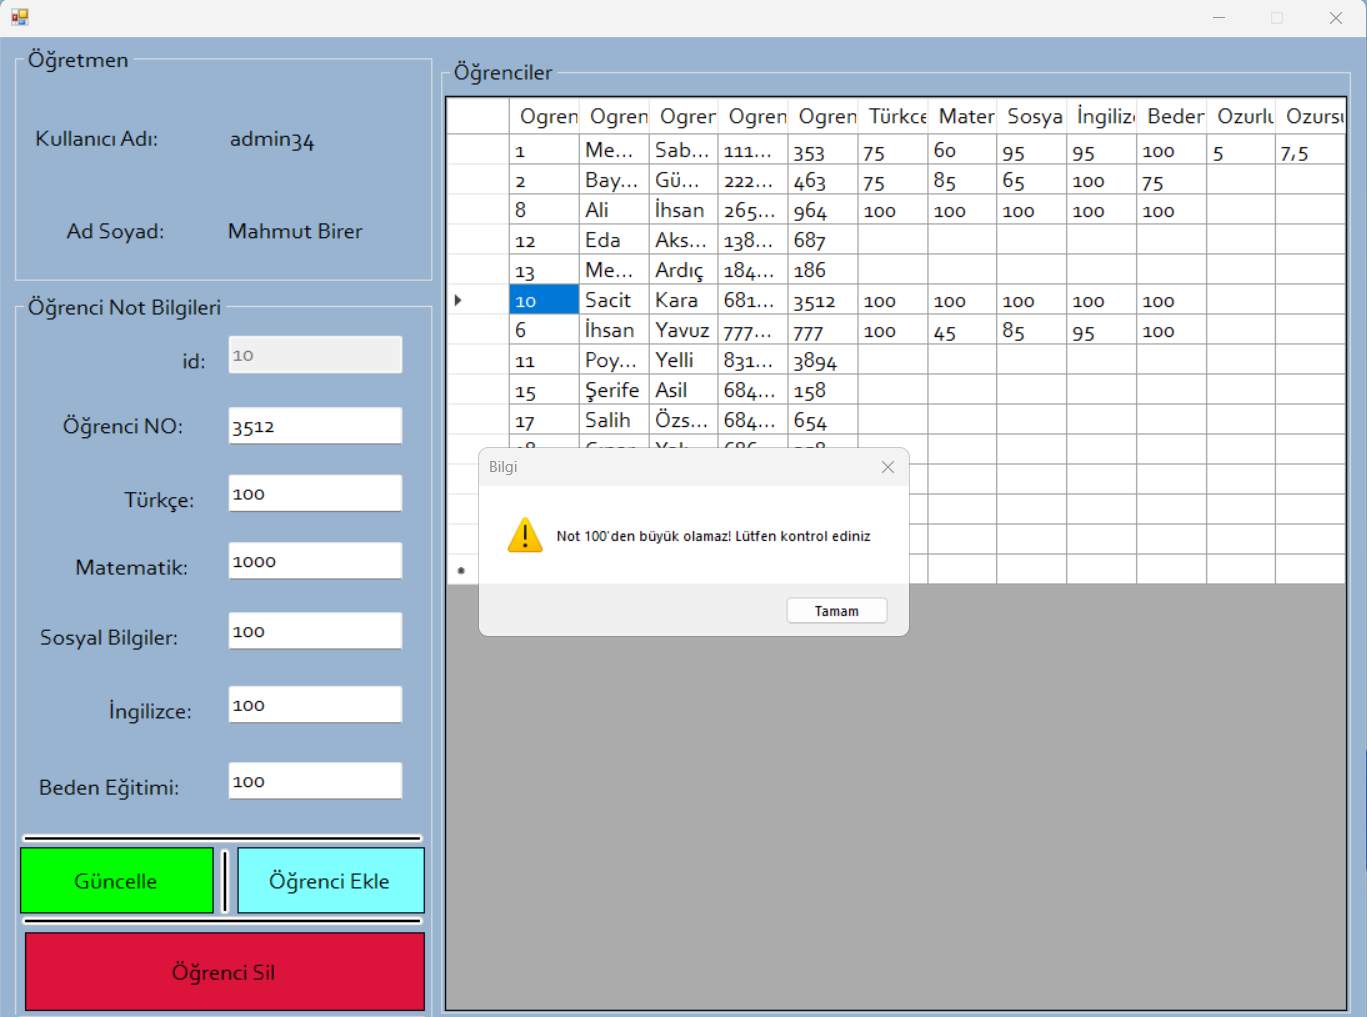 Öğretmen
Kullanıcı Adı: admin34
Ad Soyad: Mahmut Birer
Öğrenci Not Bilgileri
id: 10
Öğrenci NO: 3512
Türkçe: 100
Matematik: 1000
Sosyal Bilgiler: 100
İngilizce: 100
Beden Eğitimi: 100
Güncelle
Öğrenci Ekle
Öğrenci Sil
Öğrenciler
Ogren Ogren Ogrer Ogren Ogren Türkce Mater Sosya İngiliz Beder Ozurlu Ozursu
1 Me... Sab... 111... 353 75 60 95 95 100 5 7,5
2 Bay... Gü... 222... 463 75 85 65 100 75
8 Ali İhsan 265... 964 100 100 100 100 100
12 Eda Aks... 138... 687
13 Me... Ardıç 184... 186
10 Sacit Kara 681... 3512 100 100 100 100 100
6 İhsan Yavuz 777... 777 100 45 85 95 100
11 Poy... Yelli 831... 3894
15 Şerife Asil 684... 158
17 Salih Özs... 684... 654
Bilgi
Not 100'den büyük olamaz! Lütfen kontrol ediniz
Tamam